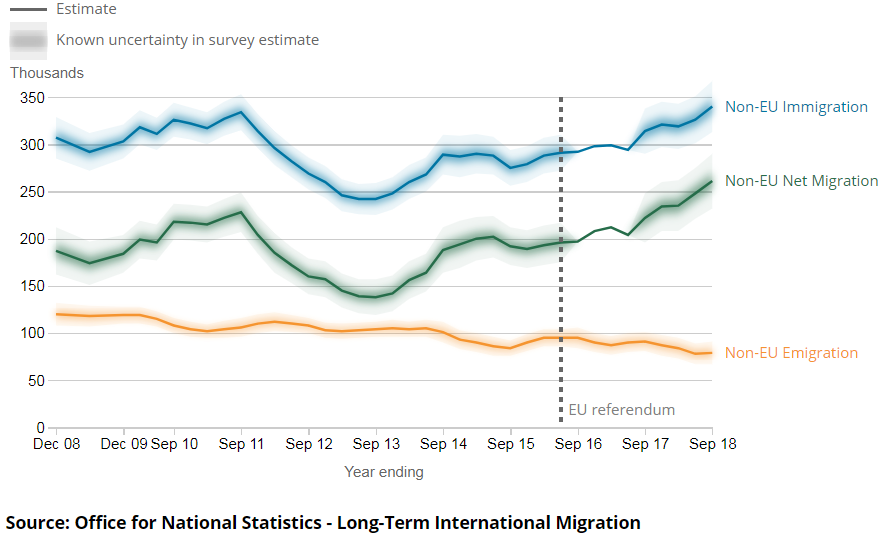 Estimate
Known uncertainty in survey estimate
Thousands
350
300
250
200
150
100
50
0
Non-EU Immigration
Non-EU Net Migration
Non-EU Emigration
EU referendum
Dec 08 Dec 09 Sep 10 Sep 11 Sep 12 Sep 13 Sep 14 Sep 15 Sep 16 Sep 17 Sep 18
Year ending
Source: Office for National Statistics - Long-Term International Migration